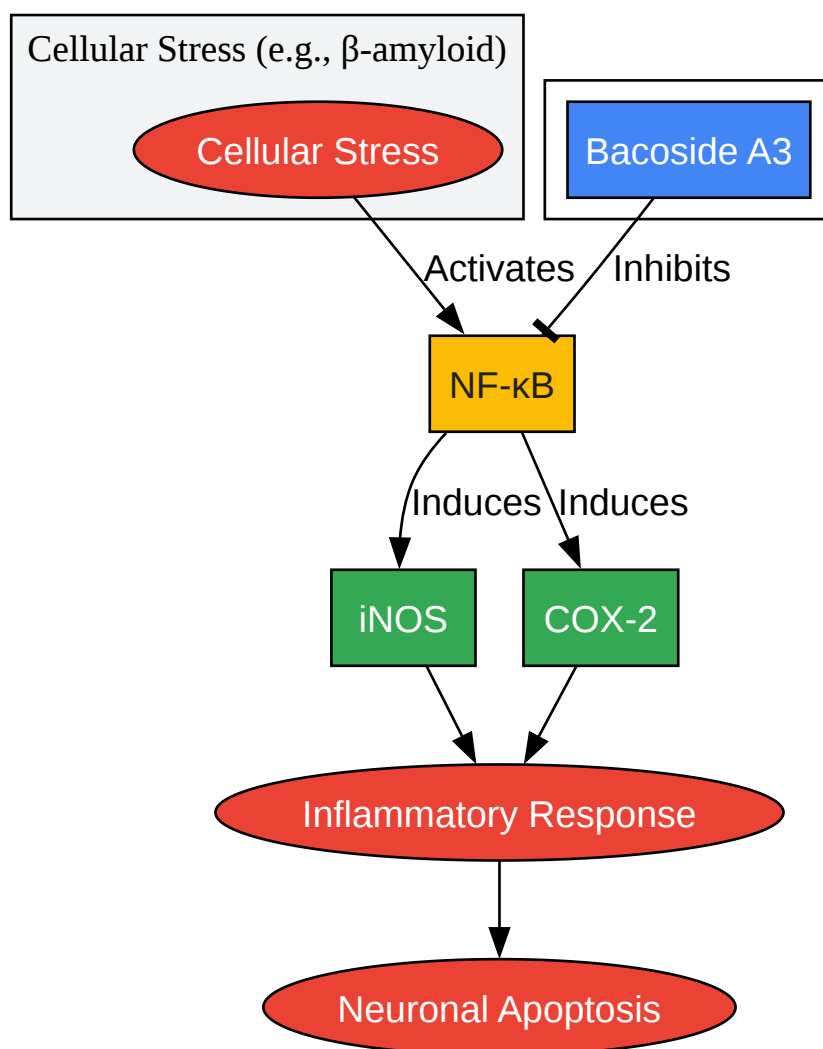 Cellular Stress (e.g., β-amyloid)
Cellular Stress
Bacoside A3
Activates
Inhibits
NF-κB
Induces
Induces
iNOS
COX-2
Inflammatory Response
Neuronal Apoptosis